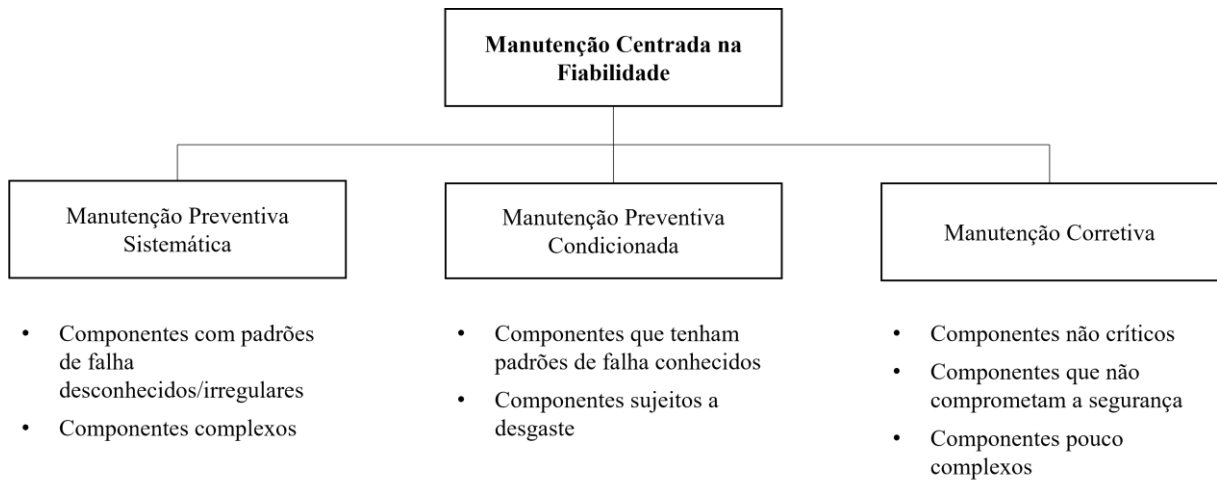 Manutenção Centrada na
Fiabilidade
Manutenção Preventiva
Sistemática
Manutenção Preventiva
Condicionada
Manutenção Corretiva
• Componentes com padrões
de falha
desconhecidos/irregulares
• Componentes complexos
• Componentes que tenham
padrões de falha conhecidos
• Componentes sujeitos a
desgaste
• Componentes não críticos
• Componentes que não
comprometam a segurança
• Componentes pouco
complexos